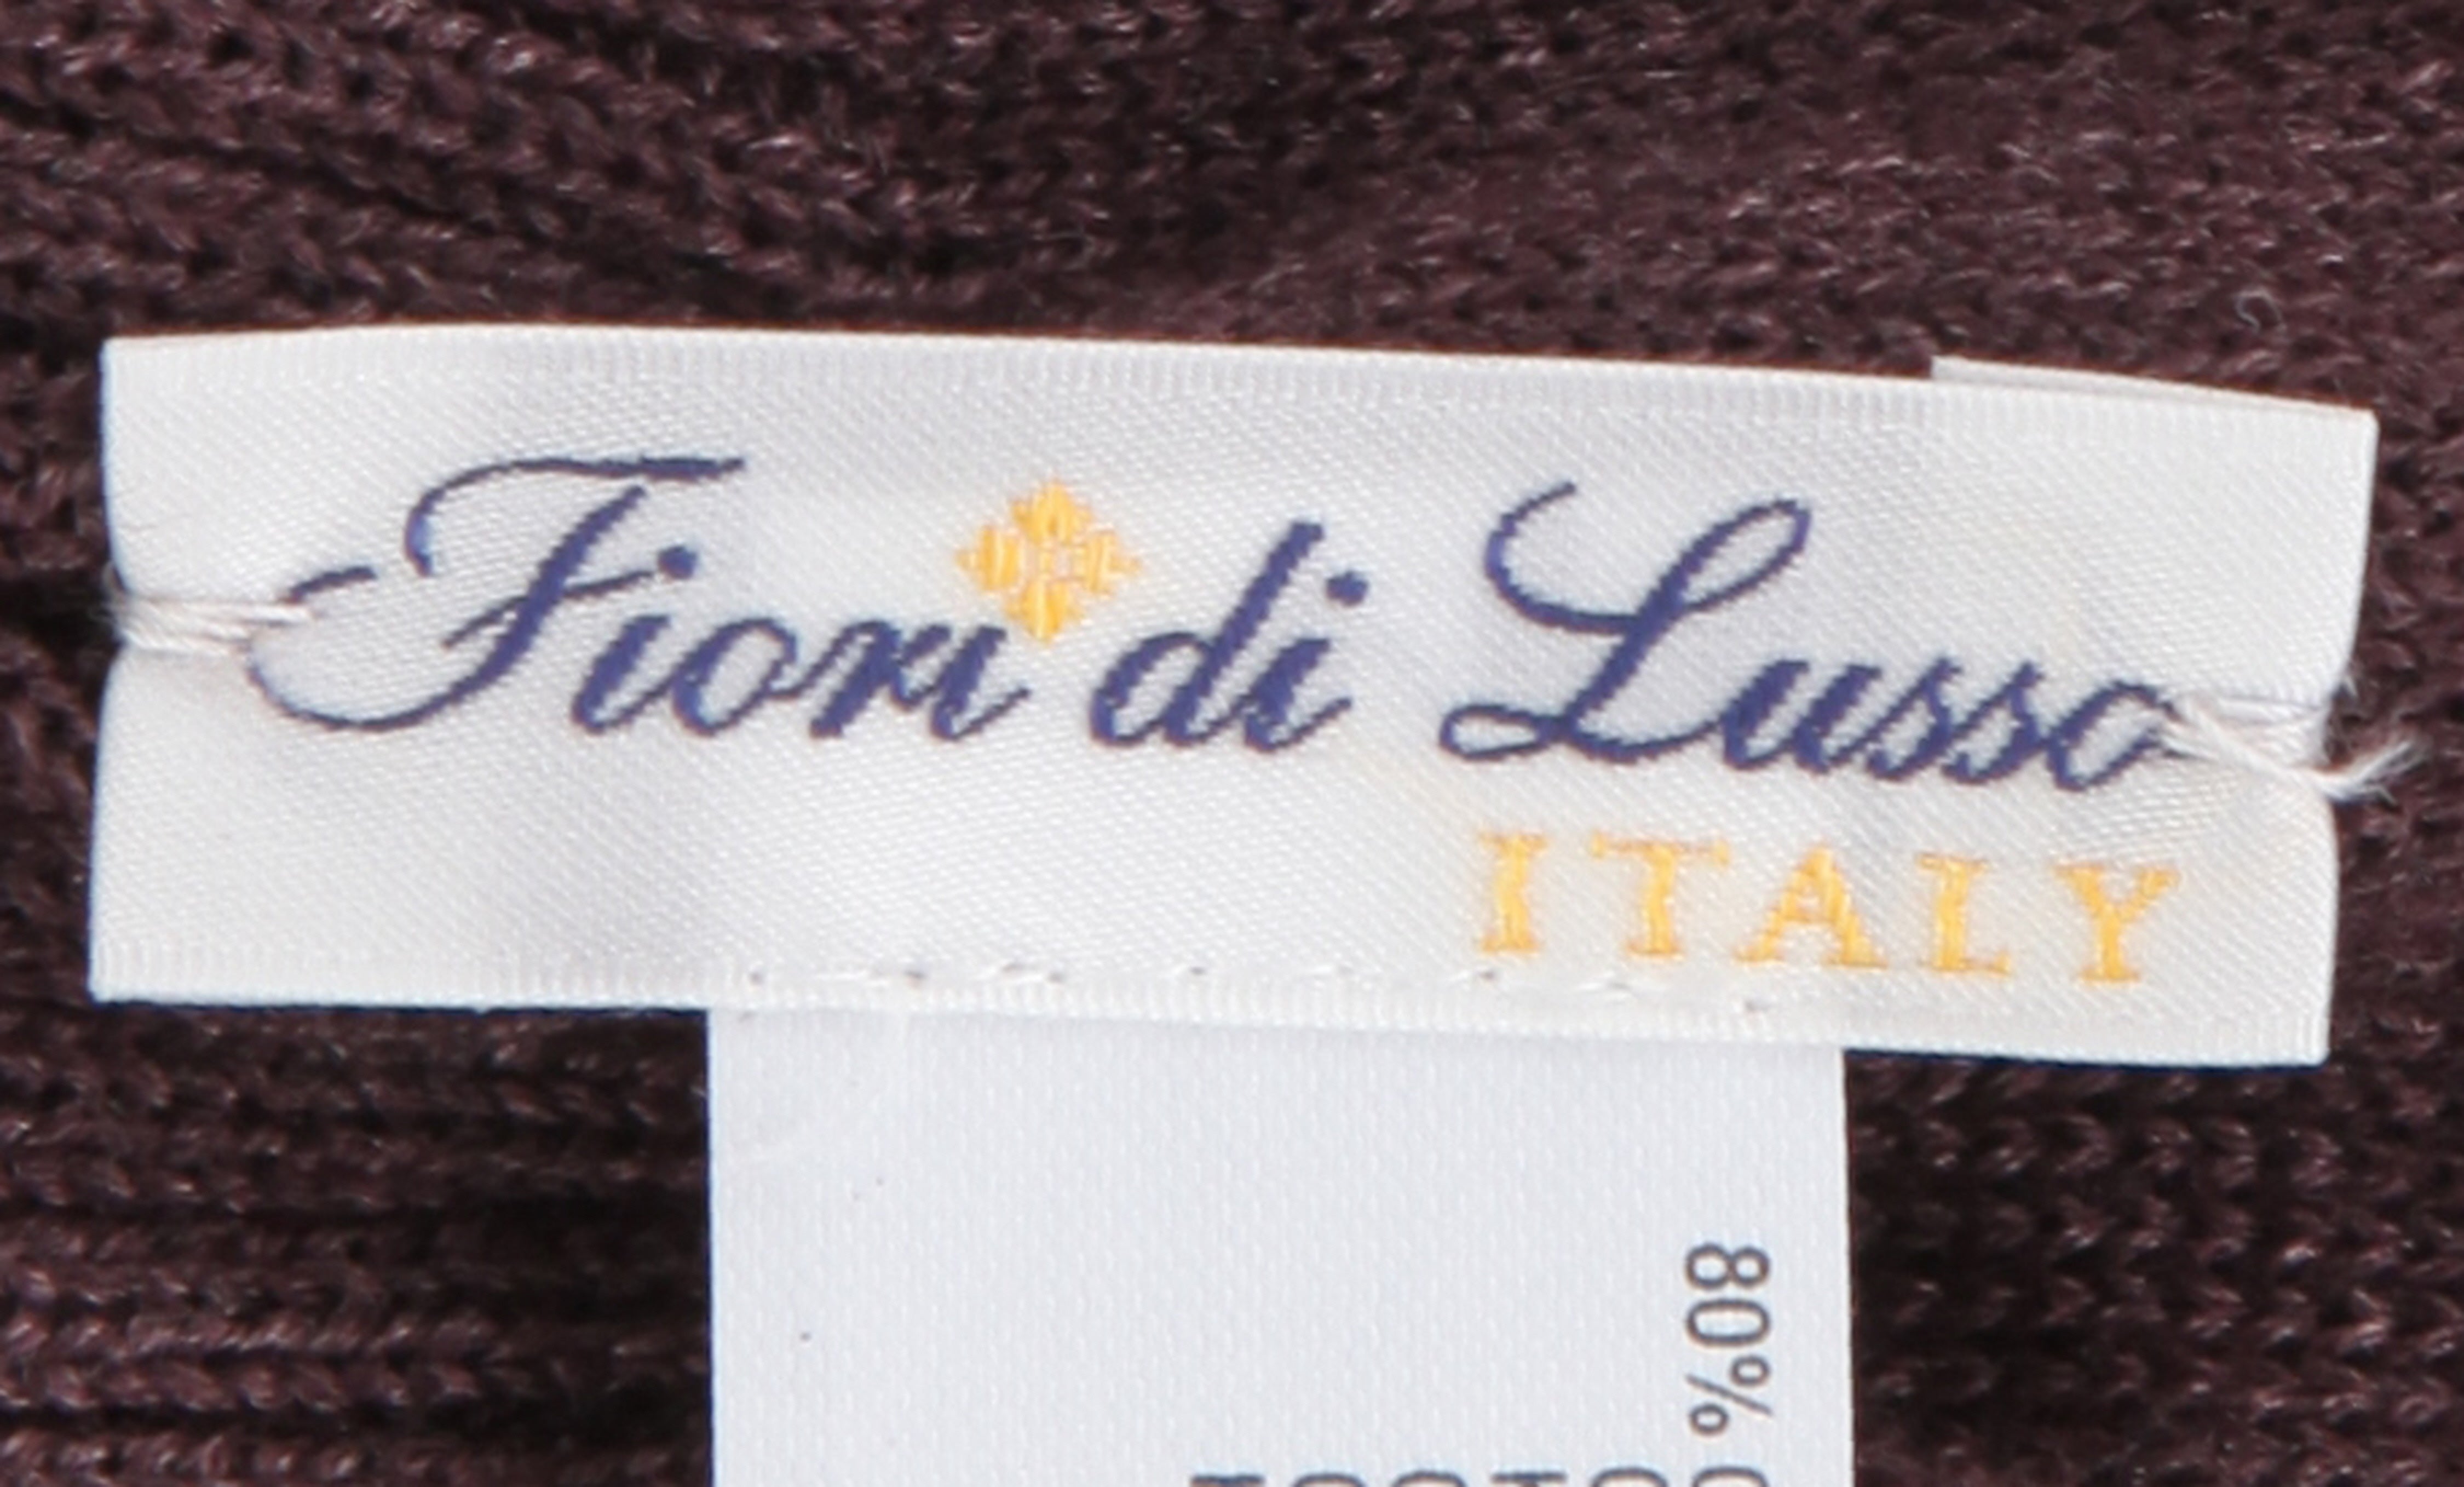 Fiori di Lusso
ITALY
80%